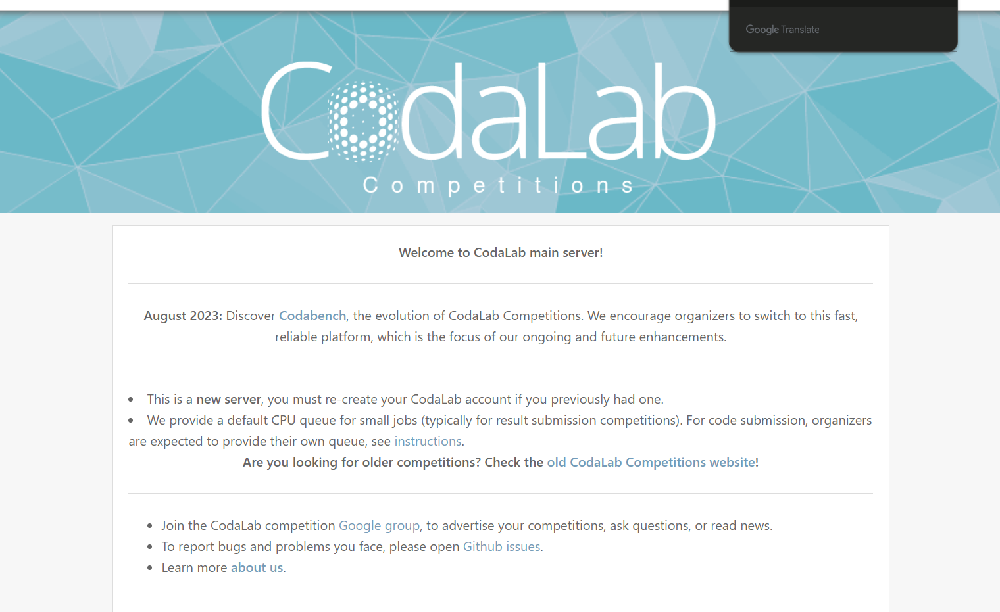 Google Translate
CodaLab
Competitions
Welcome to CodaLab main server!
August 2023: Discover Codabench, the evolution of CodaLab Competitions. We encourage organizers to switch to this fast,
reliable platform, which is the focus of our ongoing and future enhancements.
• This is a new server, you must re-create your CodaLab account if you previously had one.
• We provide a default CPU queue for small jobs (typically for result submission competitions). For code submission, organizers
are expected to provide their own queue, see instructions.
Are you looking for older competitions? Check the old CodaLab Competitions website!
• Join the CodaLab competition Google group, to advertise your competitions, ask questions, or read news.
• To report bugs and problems you face, please open Github issues.
• Learn more about us.